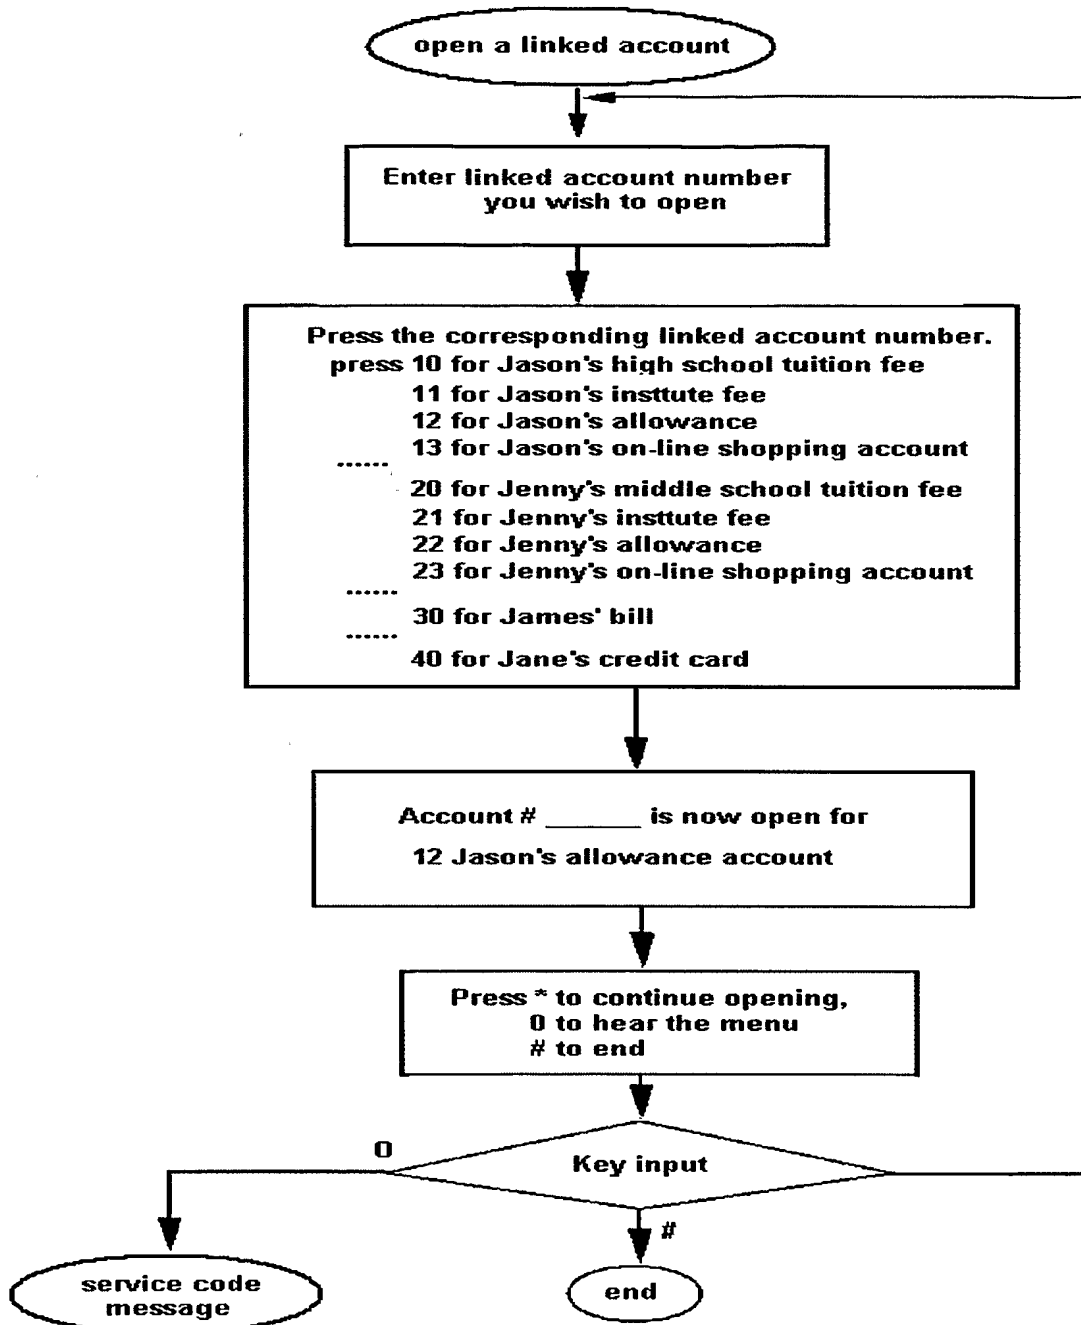 open a linked account
Enter linked account number
you wish to open
Press the corresponding linked account number.
press 10 for Jason's high school tuition fee
11 for Jason's insttute fee
12 for Jason's allowance
13 for Jason's on-line shopping account
......
20 for Jenny's middle school tuition fee
21 for Jenny's insttute fee
22 for Jenny's allowance
23 for Jenny's on-line shopping account
......
30 for James' bill
......
40 for Jane's credit card
Account # ______ is now open for
12 Jason's allowance account
Press * to continue opening,
0 to hear the menu
# to end
0
Key input
#
service code
message
end